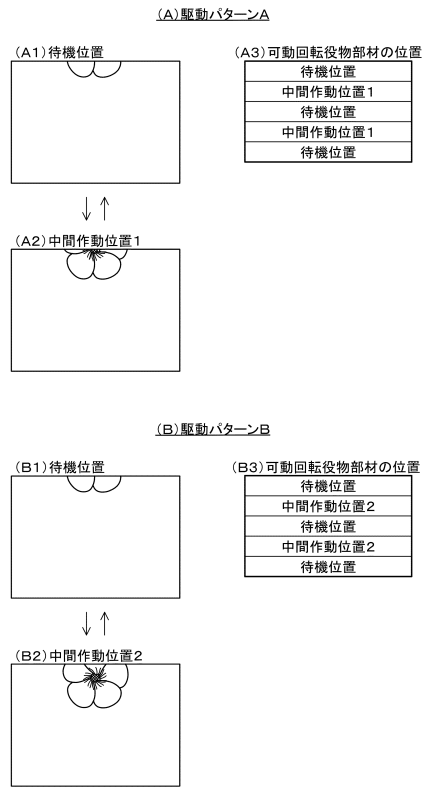 （A）駆動パターンA
（A1）待機位置
（A3）可動回転役物部材の位置
待機位置
中間作動位置1
待機位置
中間作動位置1
待機位置
（A2）中間作動位置1
（B）駆動パターンB
（B1）待機位置
（B3）可動回転役物部材の位置
待機位置
中間作動位置2
待機位置
中間作動位置2
待機位置
（B2）中間作動位置2